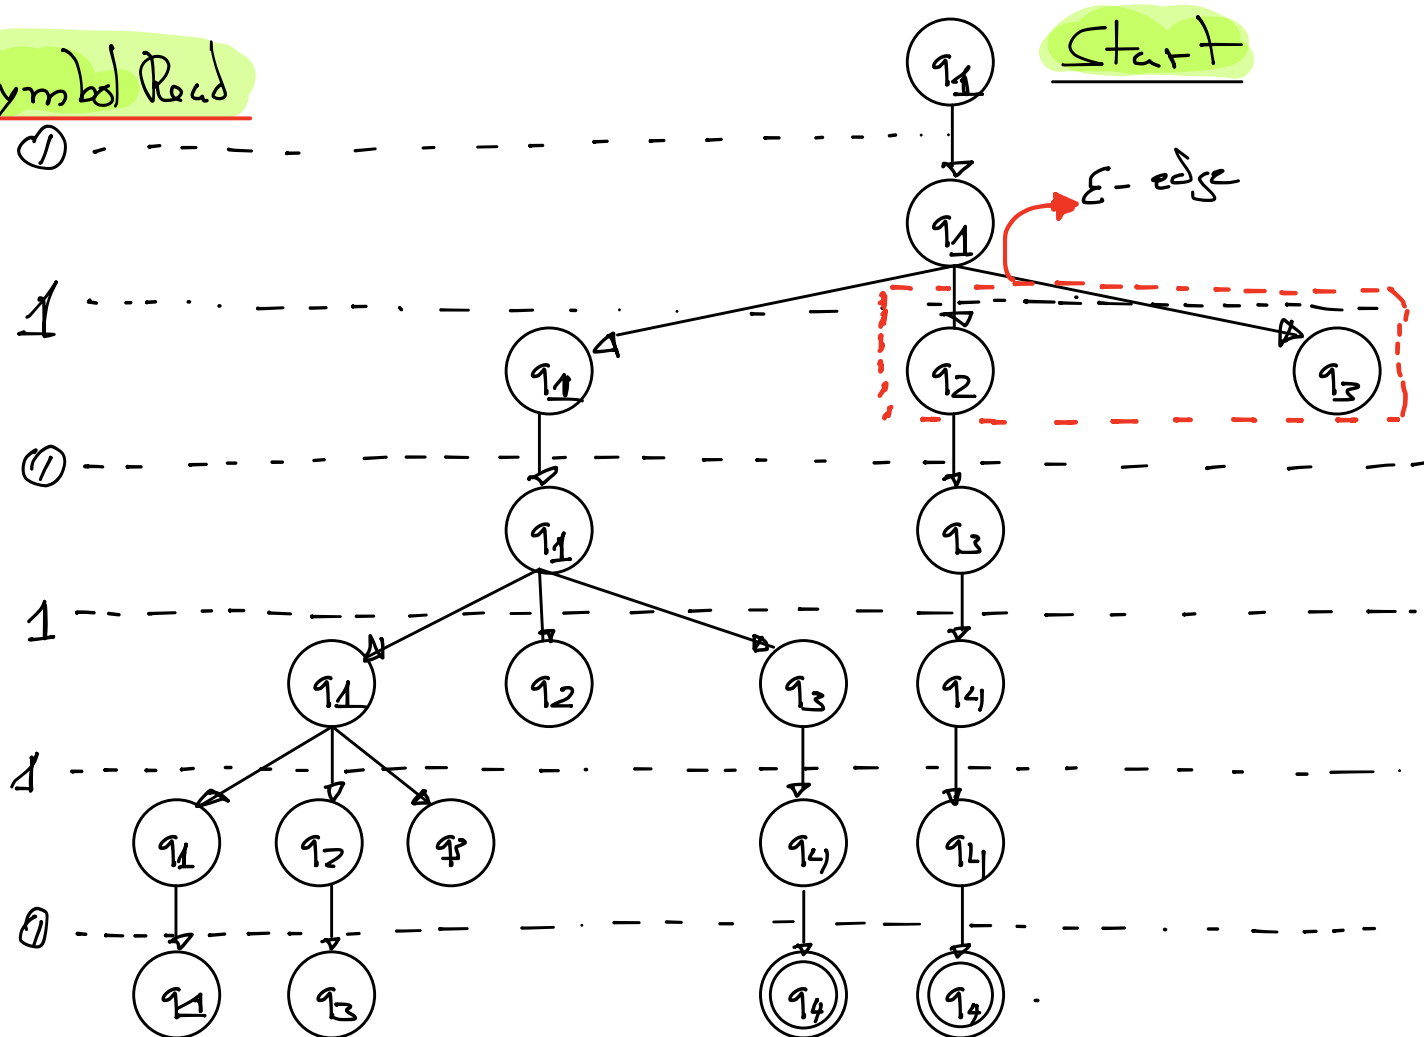 ymbol Read
Start
q1
0
q1
ε-edge
1
q1 q2 q3
0
q1 q3
1
q1 q2 q3 q4
1
q1 q2 q3 q4 q4
0
q1 q3 q4 q4